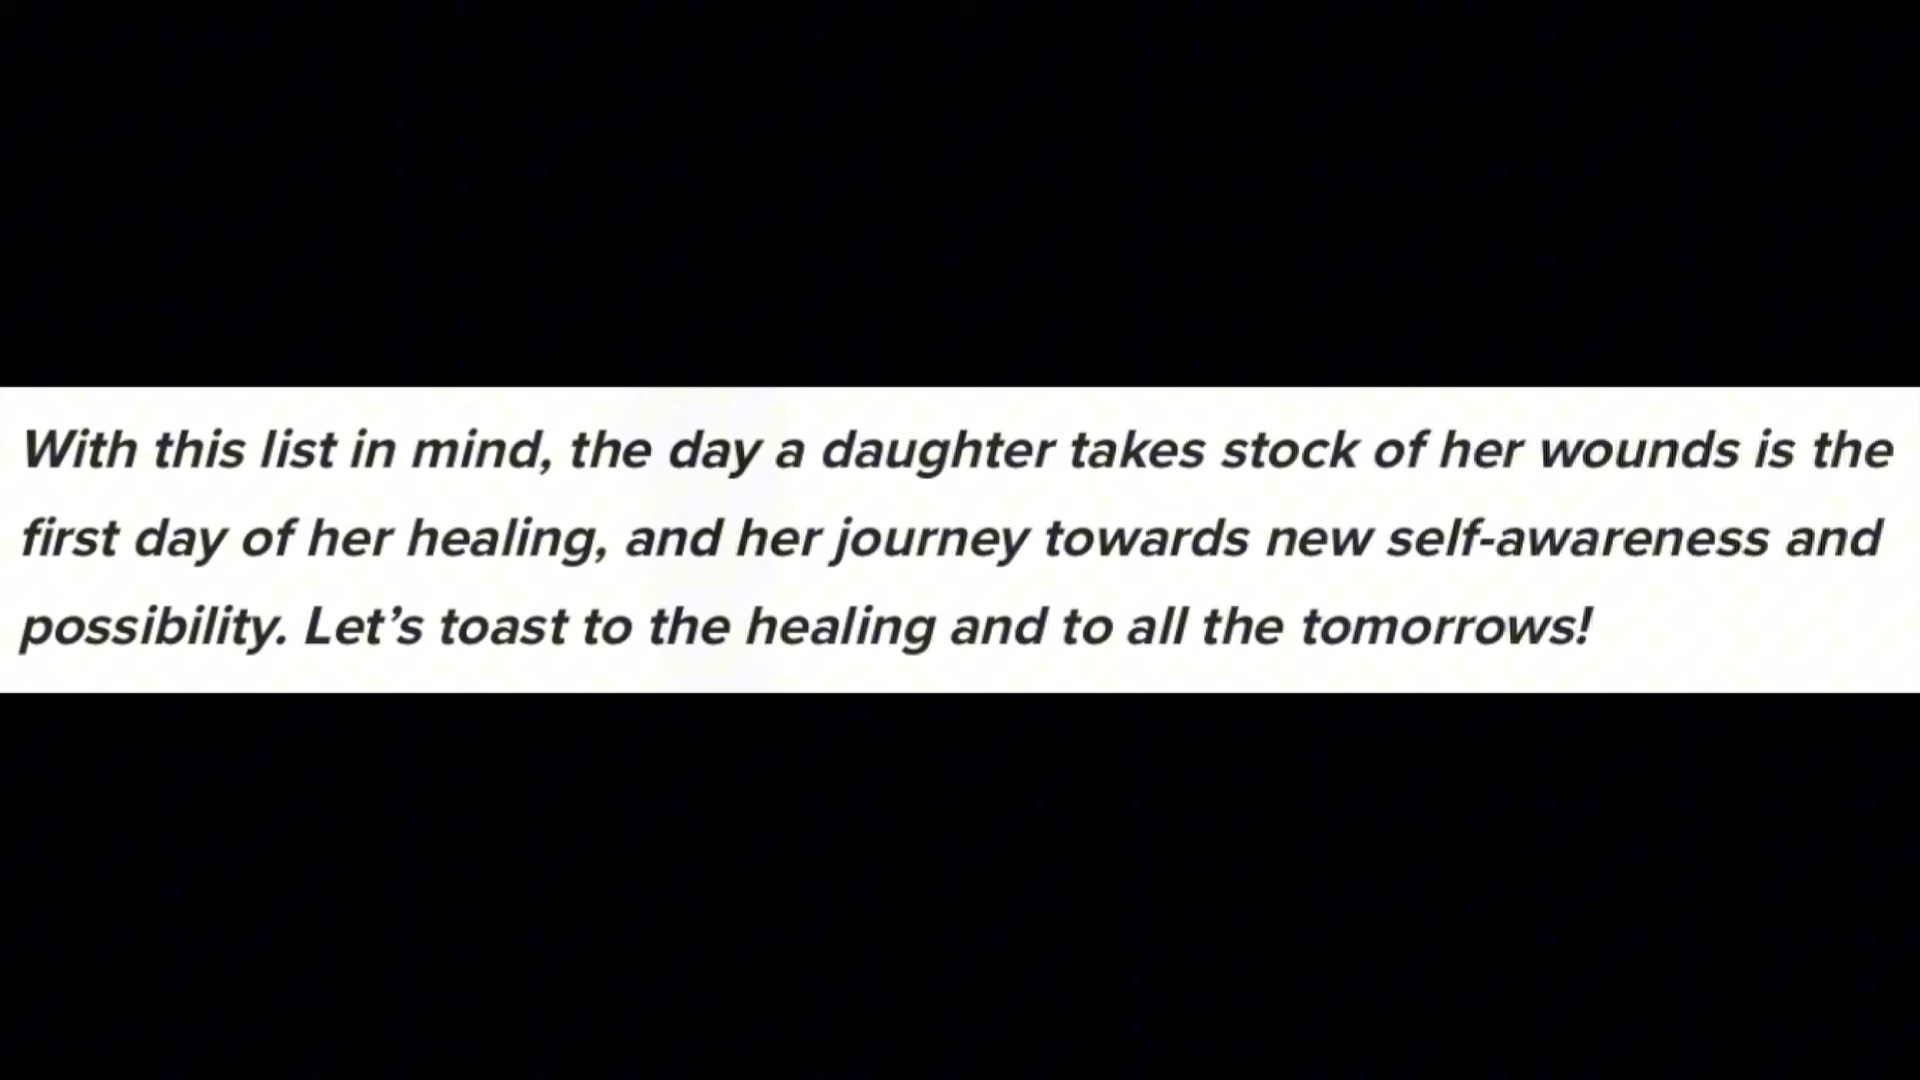 With this list in mind, the day a daughter takes stock of her wounds is the
first day of her healing, and her journey towards new self-awareness and
possibility. Let’s toast to the healing and to all the tomorrows!